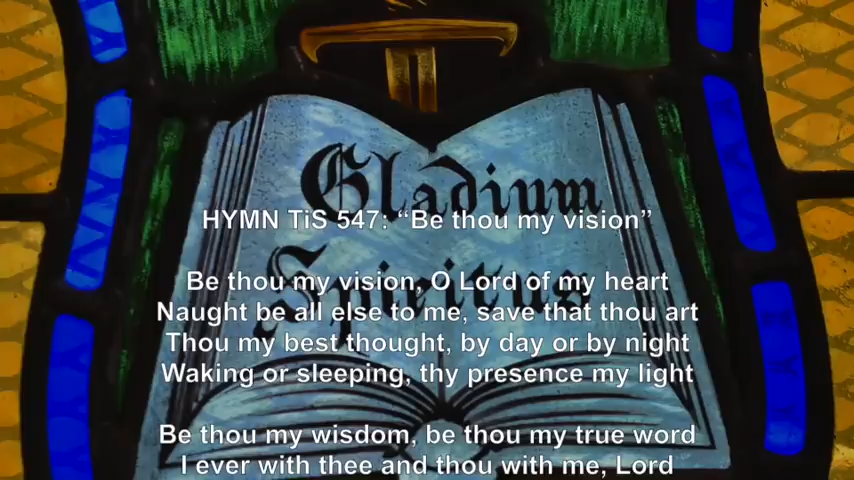 Gladium
HYMN TiS 547: “Be thou my vision”
Spiritus
Be thou my vision, O Lord of my heart
Naught be all else to me, save that thou art
Thou my best thought, by day or by night
Waking or sleeping, thy presence my light
Be thou my wisdom, be thou my true word
I ever with thee and thou with me, Lord